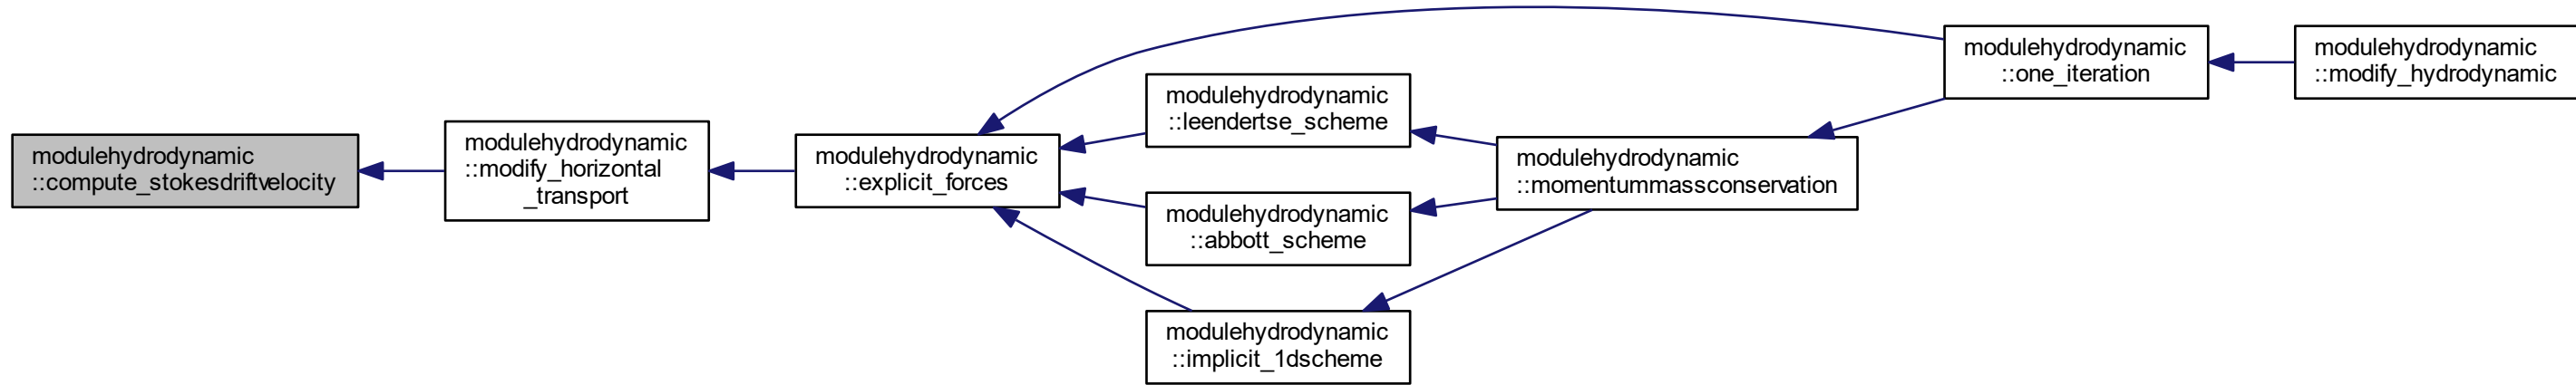 modulehydrodynamic
::compute_stokesdriftvelocity
modulehydrodynamic
::modify_horizontal
_transport
modulehydrodynamic
::explicit_forces
modulehydrodynamic
::leendertse_scheme
modulehydrodynamic
::abbott_scheme
modulehydrodynamic
::implicit_1dscheme
modulehydrodynamic
::momentummassconservation
modulehydrodynamic
::one_iteration
modulehydrodynamic
::modify_hydrodynamic